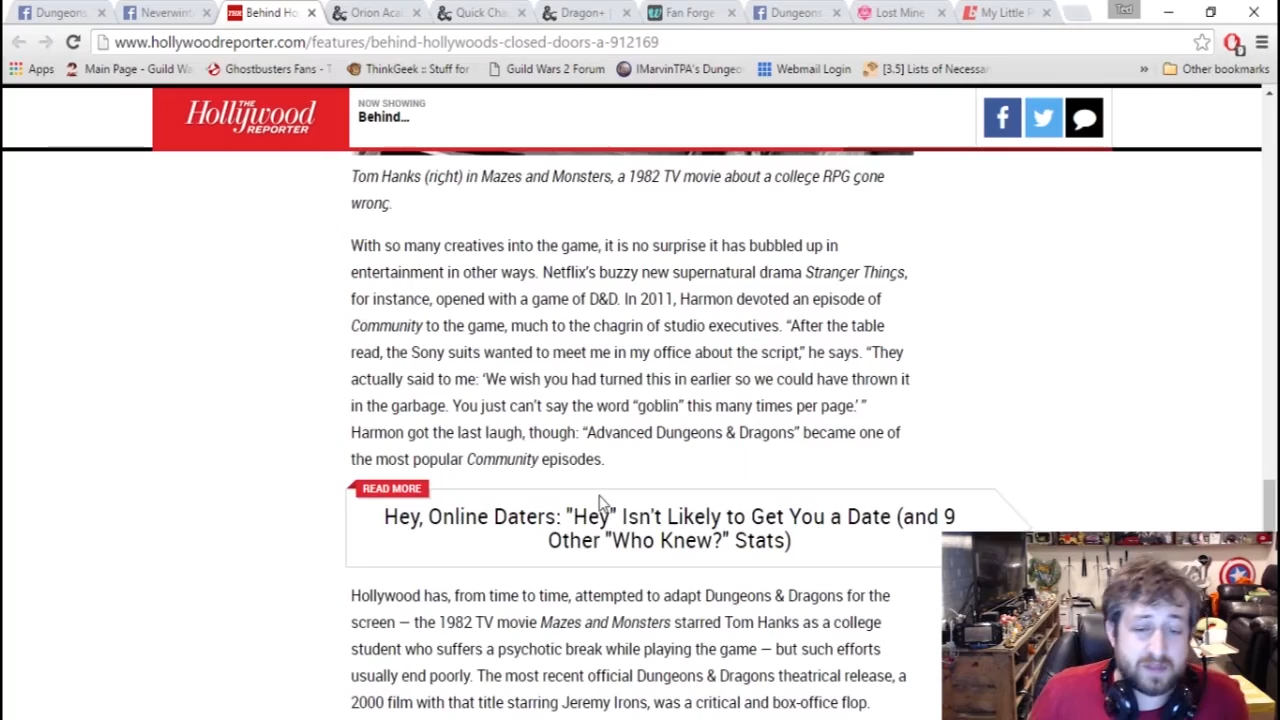 Dungeons
Neverwint
Behind Ho
Orion Aca
Quick Cha
Dragon+ |
Fan Forge
Dungeons
Lost Mine
My Little P
Ted
www.hollywoodreporter.com/features/behind-hollywoods-closed-doors-a-912169
Apps
Main Page - Guild Wa
Ghostbusters Fans - T
ThinkGeek :: Stuff for
Guild Wars 2 Forum
IMarvinTPA's Dungeo
Webmail Login
[3.5] Lists of Necessa
»
Other bookmarks
THE
Hollywood
REPORTER
NOW SHOWING
Behind...
Tom Hanks (right) in Mazes and Monsters, a 1982 TV movie about a college RPG gone
wrong.
With so many creatives into the game, it is no surprise it has bubbled up in
entertainment in other ways. Netflix's buzzy new supernatural drama Stranger Things,
for instance, opened with a game of D&D. In 2011, Harmon devoted an episode of
Community to the game, much to the chagrin of studio executives. “After the table
read, the Sony suits wanted to meet me in my office about the script,” he says. “They
actually said to me: ‘We wish you had turned this in earlier so we could have thrown it
in the garbage. You just can't say the word “goblin” this many times per page.’ ”
Harmon got the last laugh, though: “Advanced Dungeons & Dragons” became one of
the most popular Community episodes.
READ MORE
Hey, Online Daters: "Hey" Isn't Likely to Get You a Date (and 9
Other "Who Knew?" Stats)
Hollywood has, from time to time, attempted to adapt Dungeons & Dragons for the
screen — the 1982 TV movie Mazes and Monsters starred Tom Hanks as a college
student who suffers a psychotic break while playing the game — but such efforts
usually end poorly. The most recent official Dungeons & Dragons theatrical release, a
2000 film with that title starring Jeremy Irons, was a critical and box-office flop.